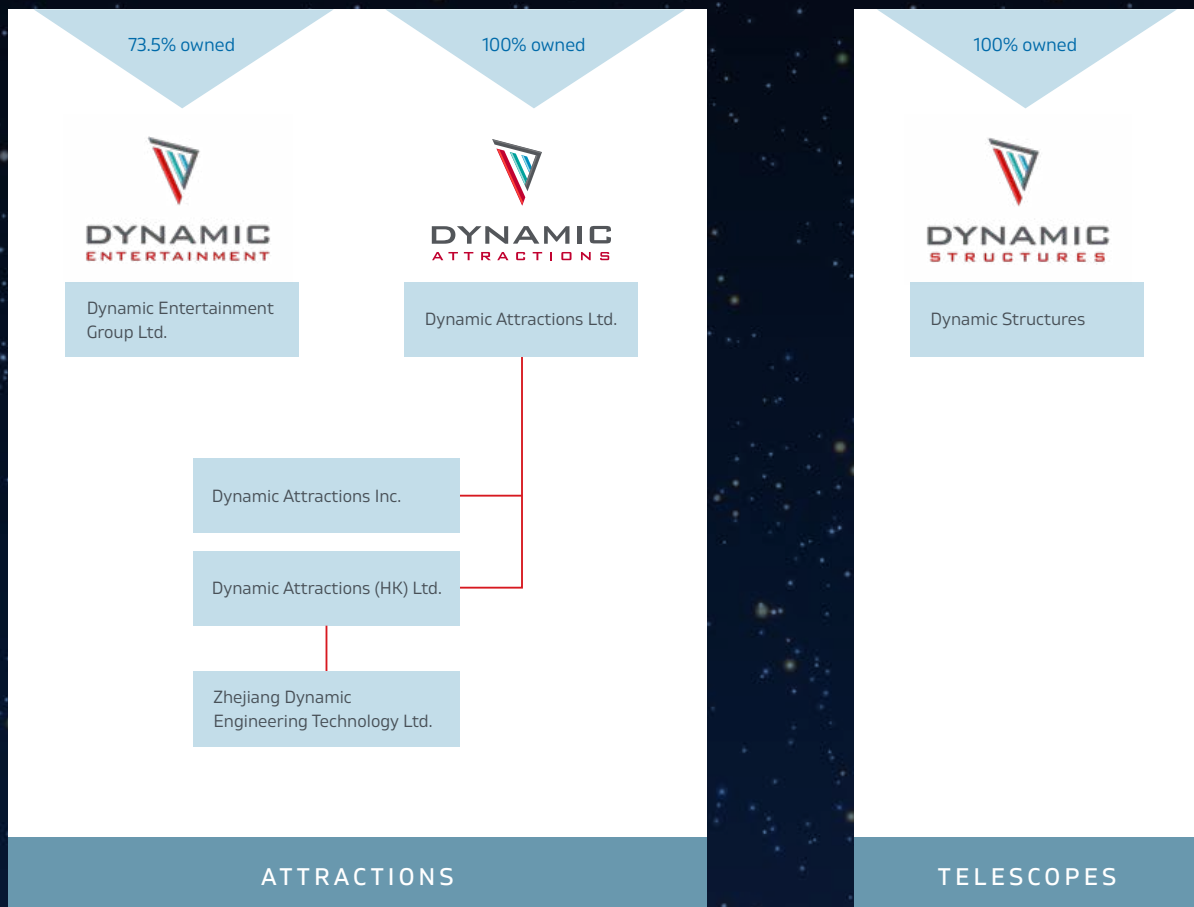 73.5% owned
100% owned
100% owned
DYNAMIC
ENTERTAINMENT
DYNAMIC
ATTRACTIONS
DYNAMIC
STRUCTURES
Dynamic Entertainment
Group Ltd.
Dynamic Attractions Ltd.
Dynamic Structures
Dynamic Attractions Inc.
Dynamic Attractions (HK) Ltd.
Zhejiang Dynamic
Engineering Technology Ltd.
ATTRACTIONS
TELESCOPES